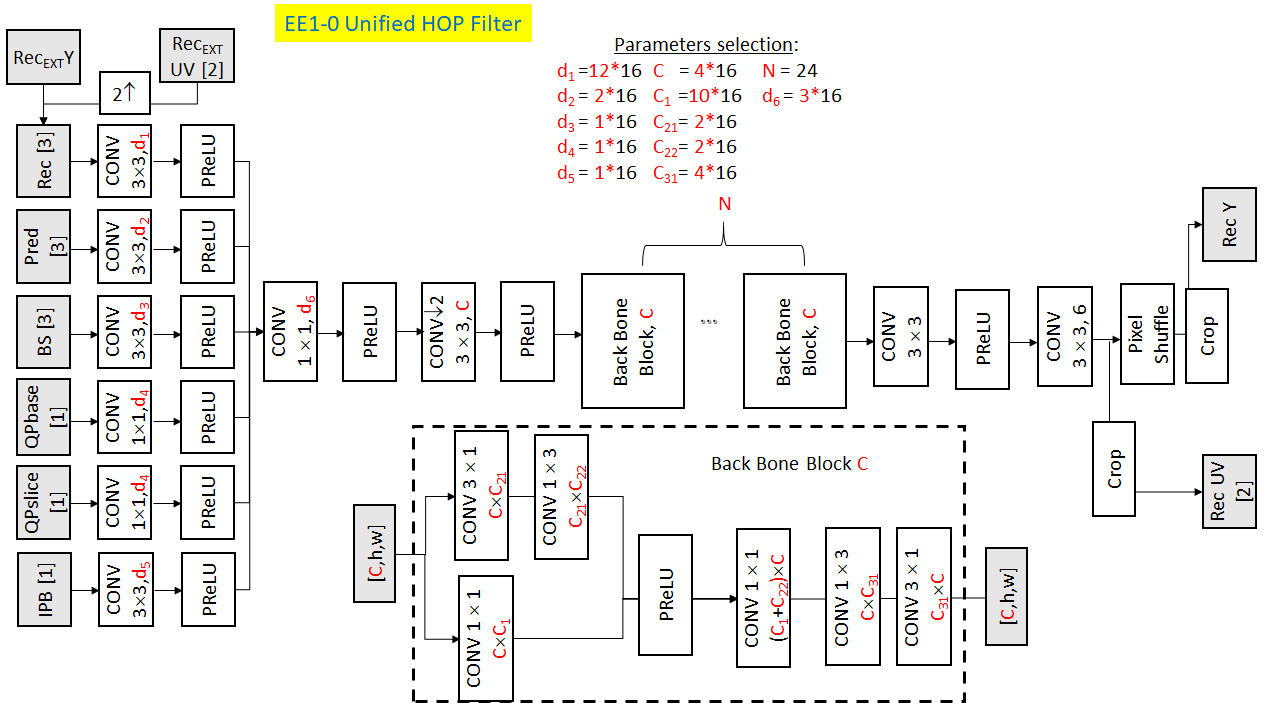 EE1-0 Unified HOP Filter
Parameters selection:
d₁ =12*16 C = 4*16 N = 24
d₂ = 2*16 C₁ =10*16 d₆ = 3*16
d₃ = 1*16 C₂₁= 2*16
d₄ = 1*16 C₂₂= 2*16
d₅ = 1*16 C₃₁= 4*16
N
RecEXTY
RecEXT
UV [2]
2↑
Rec [3]
CONV
3×3,d₁
PReLU
Pred
[3]
CONV
3×3,d₂
PReLU
BS [3]
CONV
3×3,d₃
PReLU
QPbase
[1]
CONV
1×1,d₄
PReLU
QPslice
[1]
CONV
1×1,d₄
PReLU
IPB [1]
CONV
3×3,d₅
PReLU
CONV
1 × 1, d₆
PReLU
CONV↓2
3 × 3, C
PReLU
Back Bone
Block, C
...
Back Bone
Block, C
CONV
3 × 3
PReLU
CONV
3 × 3, 6
Pixel
Shuffle
Crop
Rec Y
Crop
Rec UV
[2]
Back Bone Block C
[C,h,w]
CONV 3 × 1
C×C₂₁
CONV 1 × 3
C₂₁×C₂₂
CONV 1 × 1
C×C₁
PReLU
CONV 1 × 1
(C₁+C₂₂)×C
CONV 1 × 3
C×C₃₁
CONV 3 × 1
C₃₁×C
[C,h,w]